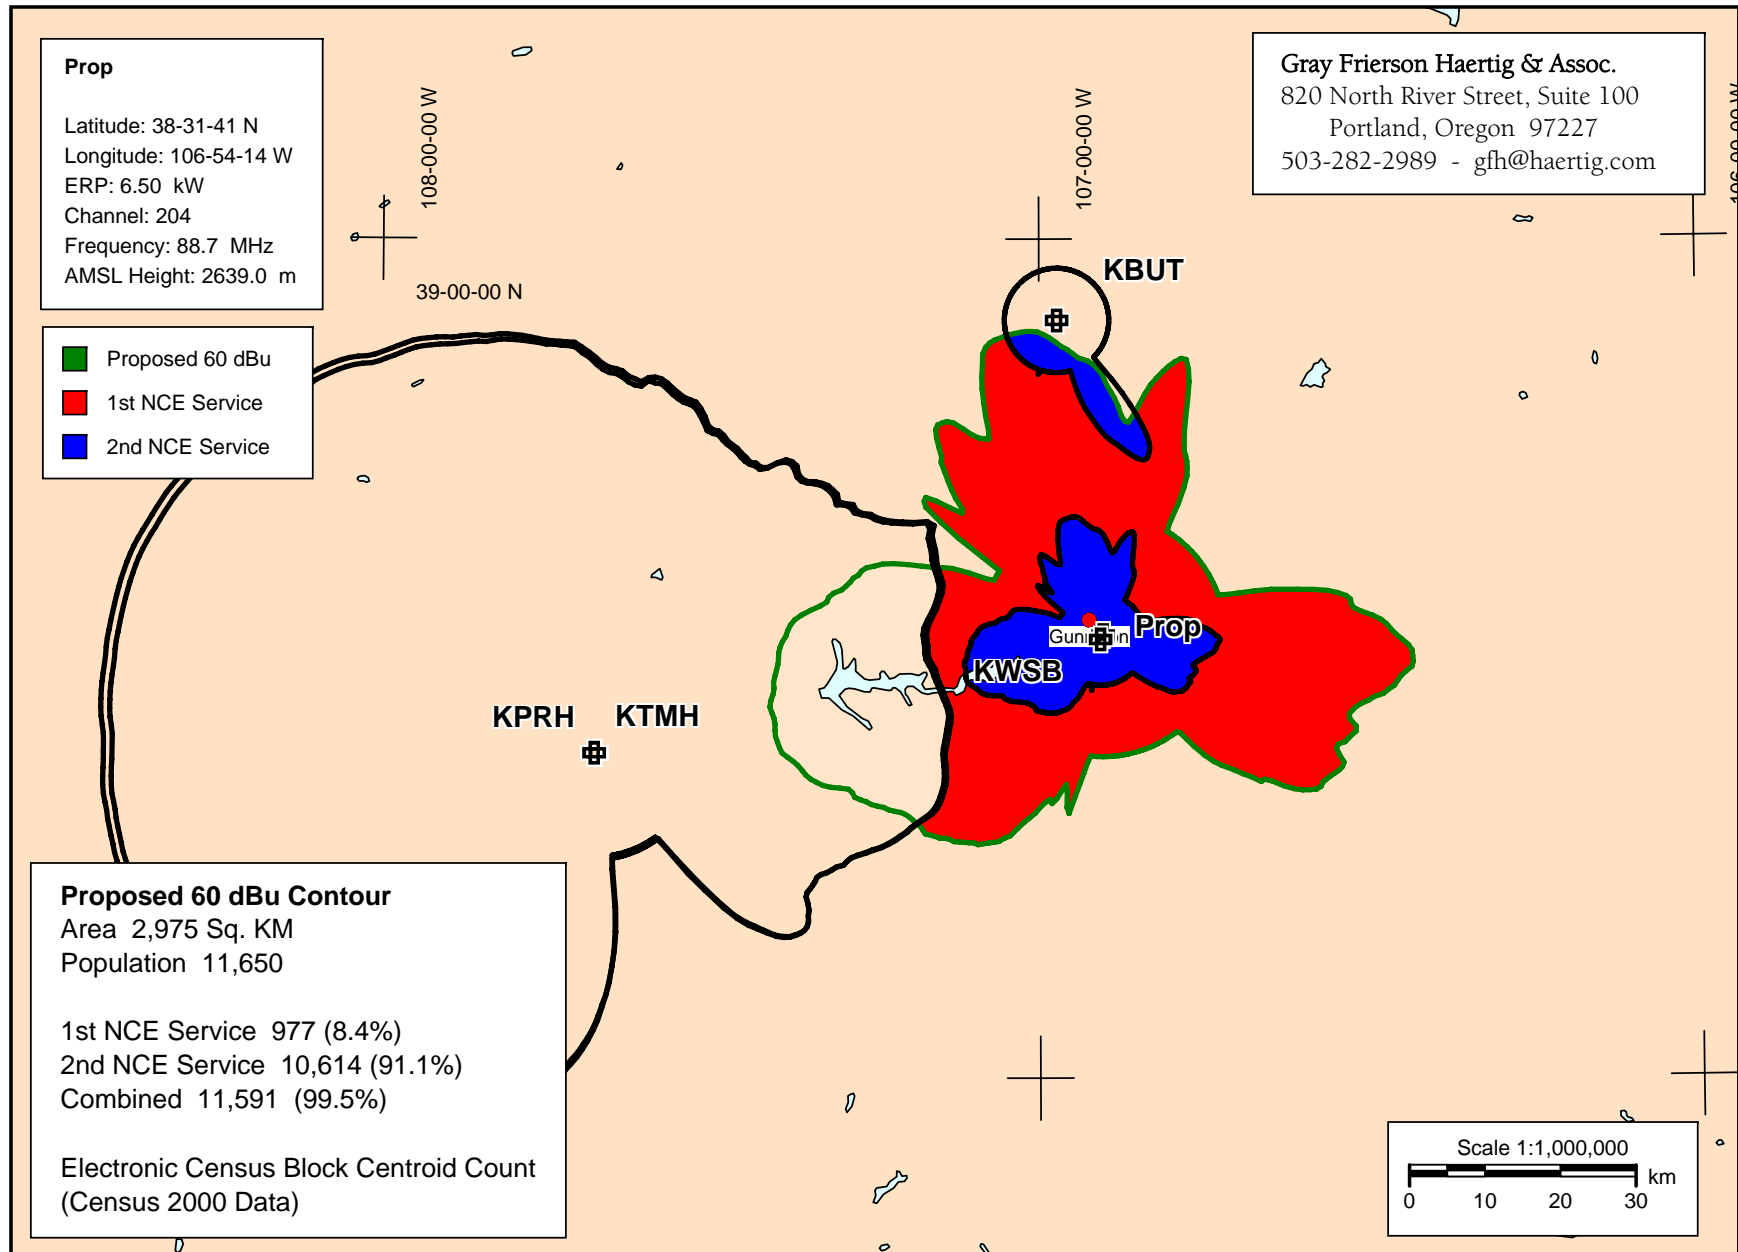 Prop
Latitude: 38-31-41 N
Longitude: 106-54-14 W
ERP: 6.50 kW
Channel: 204
Frequency: 88.7 MHz
AMSL Height: 2639.0 m
Proposed 60 dBu
1st NCE Service
2nd NCE Service
108-00-00 W
39-00-00 N
107-00-00 W
Gray Frierson Haertig & Assoc.
820 North River Street, Suite 100
Portland, Oregon 97227
503-282-2989 - gfh@haertig.com
106-00-00 W
KBUT
Prop
KWSB
KPRH
KTMH
Proposed 60 dBu Contour
Area 2,975 Sq. KM
Population 11,650
1st NCE Service 977 (8.4%)
2nd NCE Service 10,614 (91.1%)
Combined 11,591 (99.5%)
Electronic Census Block Centroid Count
(Census 2000 Data)
Scale 1:1,000,000
km
0 10 20 30